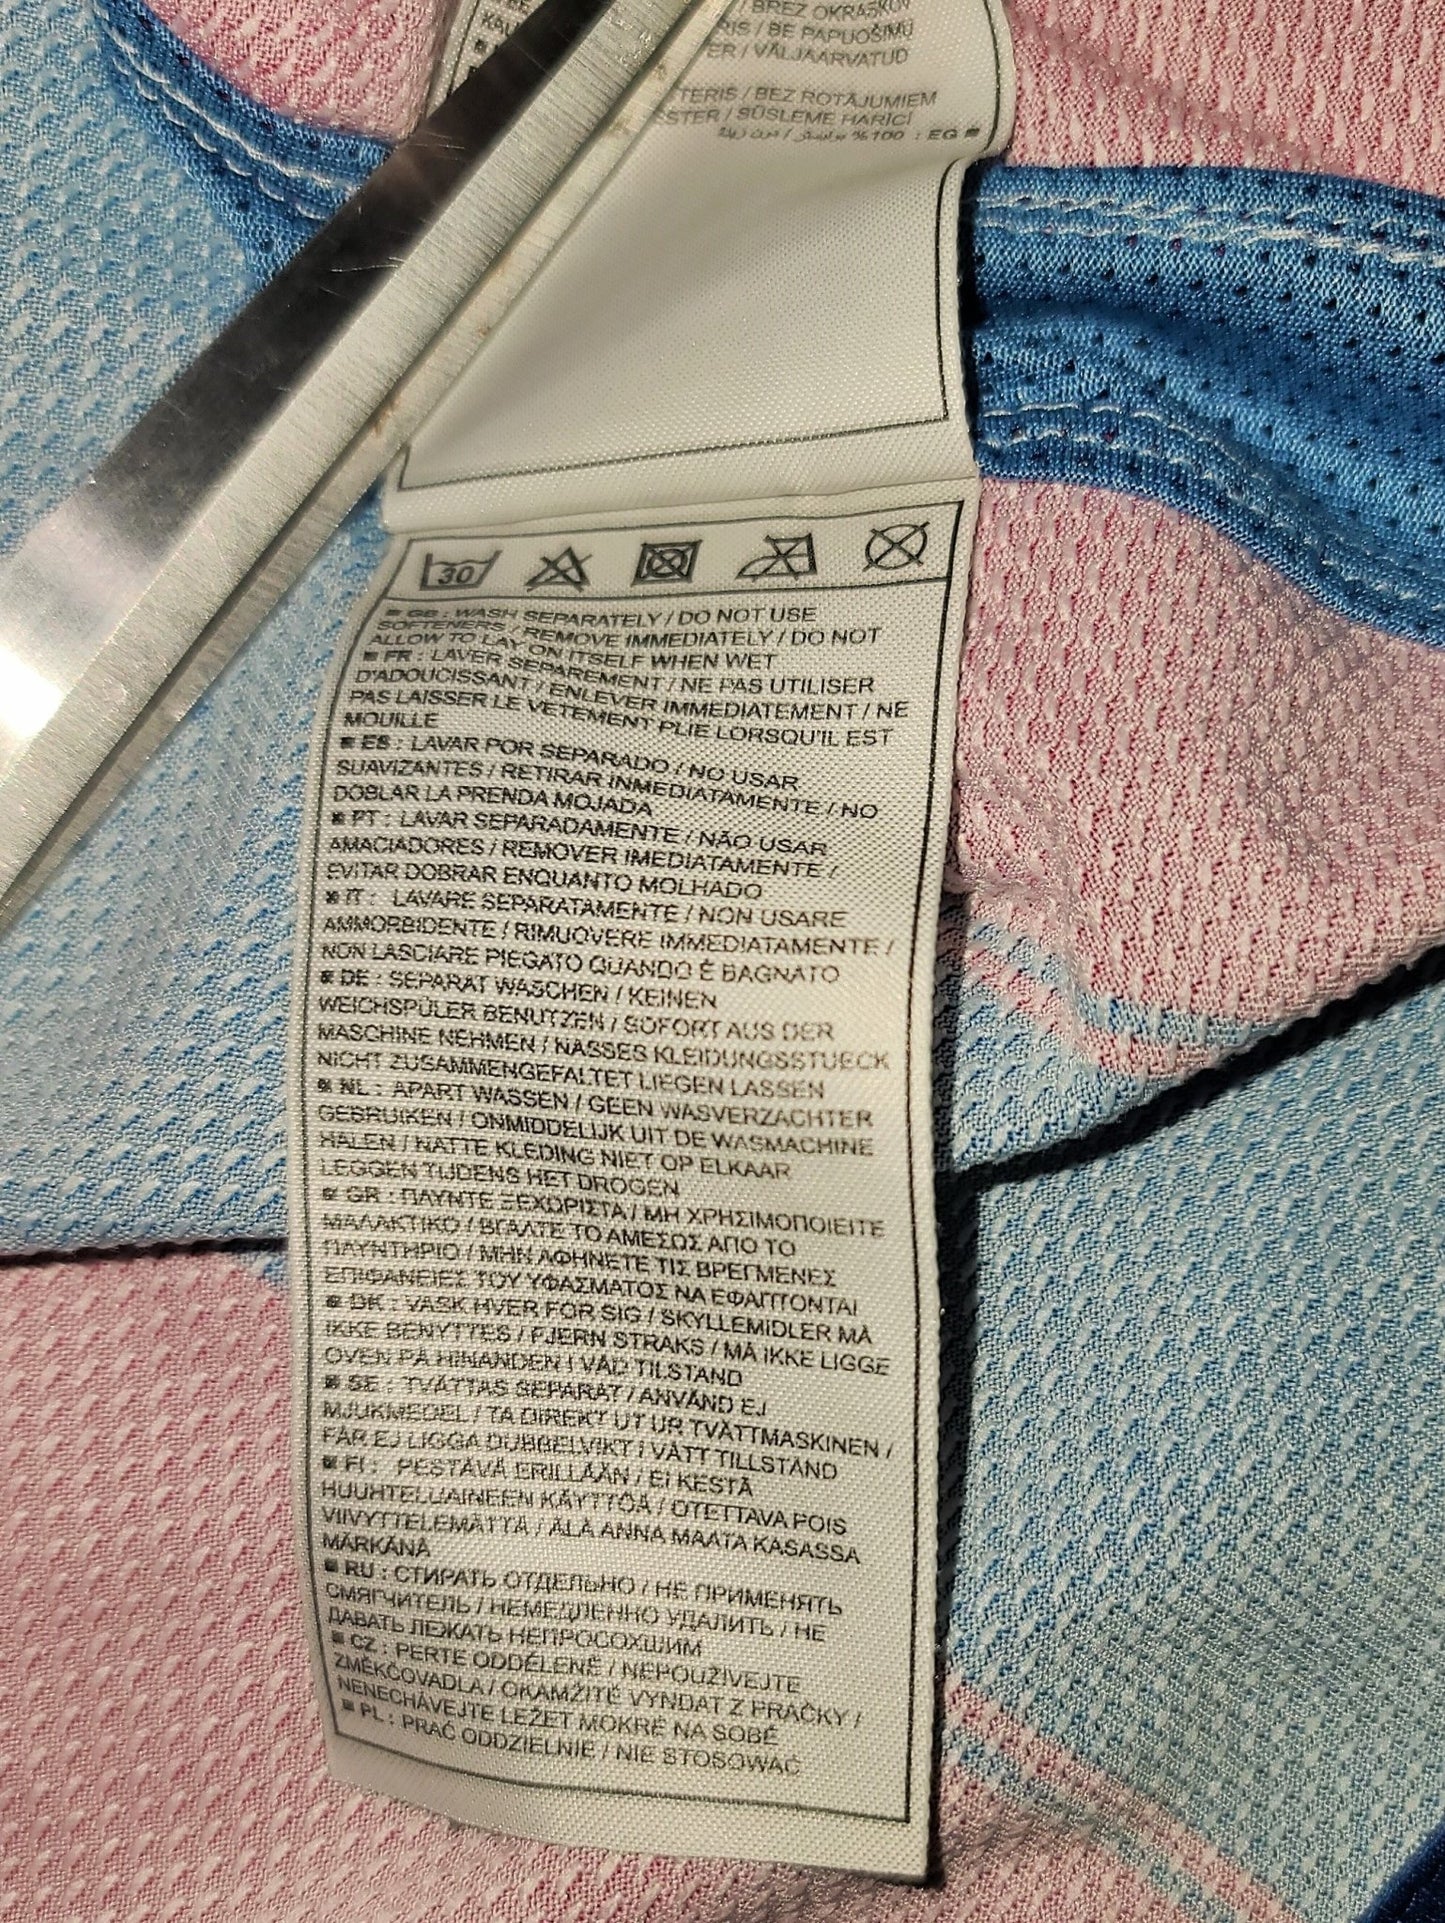 BREZ OKRASKOV
RIS / BE PAPUOŠIMŲ
ER / VÄLJAARVATUD
TERIS / BEZ ROTĀJUMIEM
ESTER / SÜSLEME HARİCİ
%100 : EG ■
30
■ GB : WASH SEPARATELY / DO NOT USE
SOFTENERS / REMOVE IMMEDIATELY / DO NOT
ALLOW TO LAY ON ITSELF WHEN WET
■ FR : LAVER SEPAREMENT / NE PAS UTILISER
D'ADOUCISSANT / ENLEVER IMMEDIATEMENT / NE
PAS LAISSER LE VETEMENT PLIE LORSQU'IL EST
MOUILLE
■ ES : LAVAR POR SEPARADO / NO USAR
SUAVIZANTES / RETIRAR INMEDIATAMENTE / NO
DOBLAR LA PRENDA MOJADA
■ PT : LAVAR SEPARADAMENTE / NÃO USAR
AMACIADORES / REMOVER IMEDIATAMENTE /
EVITAR DOBRAR ENQUANTO MOLHADO
■ IT : LAVARE SEPARATAMENTE / NON USARE
AMMORBIDENTE / RIMUOVERE IMMEDIATAMENTE /
NON LASCIARE PIEGATO QUANDO É BAGNATO
■ DE : SEPARAT WASCHEN / KEINEN
WEICHSPÜLER BENUTZEN / SOFORT AUS DER
MASCHINE NEHMEN / NASSES KLEIDUNGSSTUECK
NICHT ZUSAMMENGEFALTET LIEGEN LASSEN
■ NL : APART WASSEN / GEEN WASVERZACHTER
GEBRUIKEN / ONMIDDELIJK UIT DE WASMACHINE
HALEN / NATTE KLEDING NIET OP ELKAAR
LEGGEN TIJDENS HET DROGEN
■ GR : ΠΛΥΝΤΕ ΞΕΧΩΡΙΣΤΑ / ΜΗ ΧΡΗΣΙΜΟΠΟΙΕΙΤΕ
ΜΑΛΑΚΤΙΚΟ / ΒΓΑΛΤΕ ΤΟ ΑΜΕΣΩΣ ΑΠΟ ΤΟ
ΠΛΥΝΤΗΡΙΟ / ΜΗΝ ΑΦΗΝΕΤΕ ΤΙΣ ΒΡΕΓΜΕΝΕΣ
ΕΠΙΦΑΝΕΙΕΣ ΤΟΥ ΥΦΑΣΜΑΤΟΣ ΝΑ ΕΦΑΠΤΟΝΤΑΙ
■ DK : VASK HVER FOR SIG / SKYLLEMIDLER MÅ
IKKE BENYTTES / FJERN STRAKS / MÅ IKKE LIGGE
OVEN PÅ HINANDEN I VÅD TILSTAND
■ SE : TVÄTTAS SEPARAT / ANVÄND EJ
MJUKMEDEL / TA DIREKT UT UR TVÄTTMASKINEN /
FÅR EJ LIGGA DUBBELVIKT I VÅTT TILLSTÅND
■ FI : PESTÄVÄ ERILLÄÄN / EI KESTÄ
HUUHTELUAINEEN KÄYTTÖÄ / OTETTAVA POIS
VIIVYTTELEMÄTTÄ / ÄLÄ ANNA MAATA KASASSA
MÄRKÄNÄ
■ RU : СТИРАТЬ ОТДЕЛЬНО / НЕ ПРИМЕНЯТЬ
СМЯГЧИТЕЛЬ / НЕМЕДЛЕННО УДАЛИТЬ / НЕ
ДАВАТЬ ЛЕЖАТЬ НЕПРОСОХШИМ
■ CZ : PERTE ODDĚLENĚ / NEPOUŽÍVEJTE
ZMĚKČOVADLA / OKAMŽITĚ VYNDAT Z PRAČKY /
NENECHÁVEJTE LEŽET MOKRÉ NA SOBĚ
■ PL : PRAĆ ODDZIELNIE / NIE STOSOWAĆ